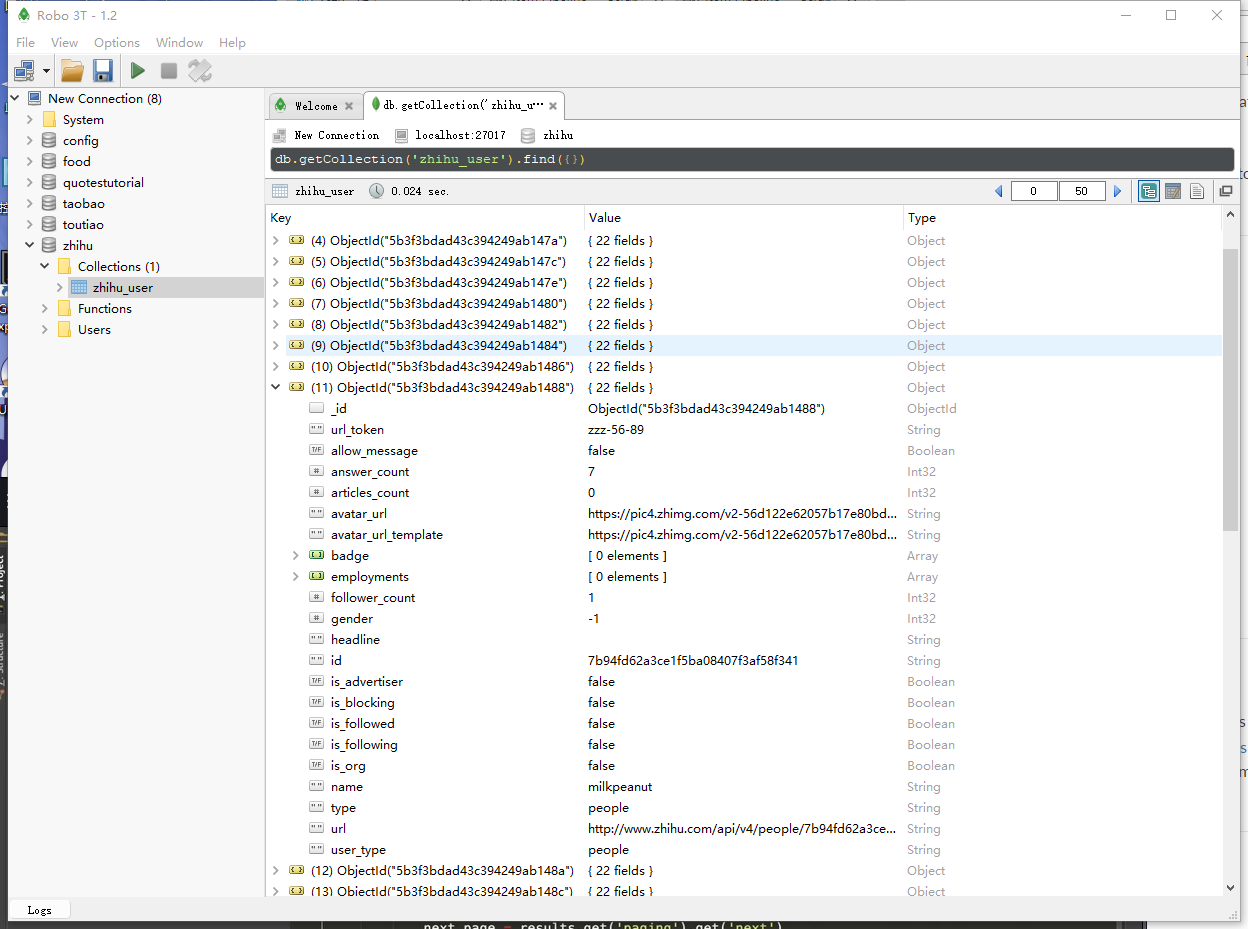 Robo 3T - 1.2
File View Options Window Help
New Connection (8)
System
config
food
quotestutorial
taobao
toutiao
zhihu
Collections (1)
zhihu_user
Functions
Users
Welcome
db.getCollection('zhihu_u···
New Connection localhost:27017 zhihu
db.getCollection('zhihu_user').find({})
zhihu_user 0.024 sec. 0 50
Key Value Type
(4) ObjectId("5b3f3bdad43c394249ab147a") { 22 fields } Object
(5) ObjectId("5b3f3bdad43c394249ab147c") { 22 fields } Object
(6) ObjectId("5b3f3bdad43c394249ab147e") { 22 fields } Object
(7) ObjectId("5b3f3bdad43c394249ab1480") { 22 fields } Object
(8) ObjectId("5b3f3bdad43c394249ab1482") { 22 fields } Object
(9) ObjectId("5b3f3bdad43c394249ab1484") { 22 fields } Object
(10) ObjectId("5b3f3bdad43c394249ab1486") { 22 fields } Object
(11) ObjectId("5b3f3bdad43c394249ab1488") { 22 fields } Object
_id ObjectId("5b3f3bdad43c394249ab1488") ObjectId
url_token zzz-56-89 String
allow_message false Boolean
answer_count 7 Int32
articles_count 0 Int32
avatar_url https://pic4.zhimg.com/v2-56d122e62057b17e80bd... String
avatar_url_template https://pic4.zhimg.com/v2-56d122e62057b17e80bd... String
badge [ 0 elements ] Array
employments [ 0 elements ] Array
follower_count 1 Int32
gender -1 Int32
headline String
id 7b94fd62a3ce1f5ba08407f3af58f341 String
is_advertiser false Boolean
is_blocking false Boolean
is_followed false Boolean
is_following false Boolean
is_org false Boolean
name milkpeanut String
type people String
url http://www.zhihu.com/api/v4/people/7b94fd62a3ce... String
user_type people String
(12) ObjectId("5b3f3bdad43c394249ab148a") { 22 fields } Object
(13) ObjectId("5b3f3bdad43c394249ab148c") { 22 fields } Object
Logs
next_page = results.get('paging').get('next')